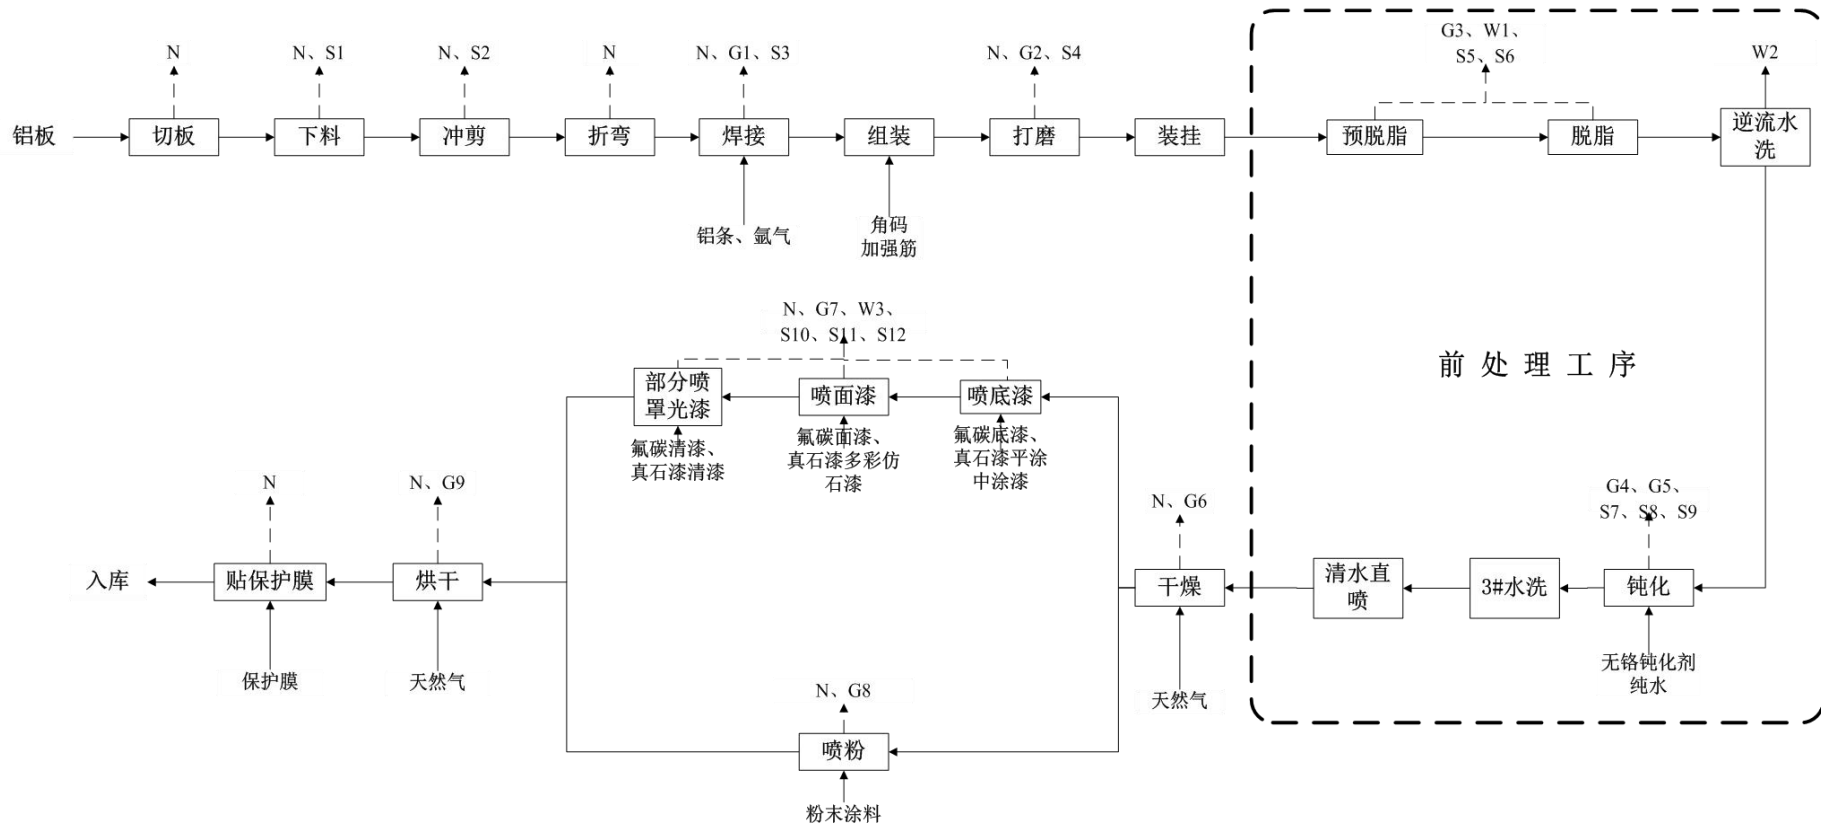 N
N、S1
N、S2
N
N、G1、S3
N、G2、S4
G3、W1、
S5、S6
W2
铝板
切板
下料
冲剪
折弯
焊接
组装
打磨
装挂
预脱脂
脱脂
逆流水
洗
铝条、氩气
角码
加强筋
前处理工序
N、G7、W3、
S10、S11、S12
部分喷
罩光漆
喷面漆
喷底漆
氟碳清漆、
真石漆清漆
氟碳面漆、
真石漆多彩仿
石漆
氟碳底漆、
真石漆平涂
中涂漆
N
N、G9
N、G6
G4、G5、
S7、S8、S9
入库
贴保护膜
烘干
干燥
清水直
喷
3#水洗
钝化
保护膜
天然气
天然气
无铬钝化剂
纯水
N、G8
喷粉
粉末涂料